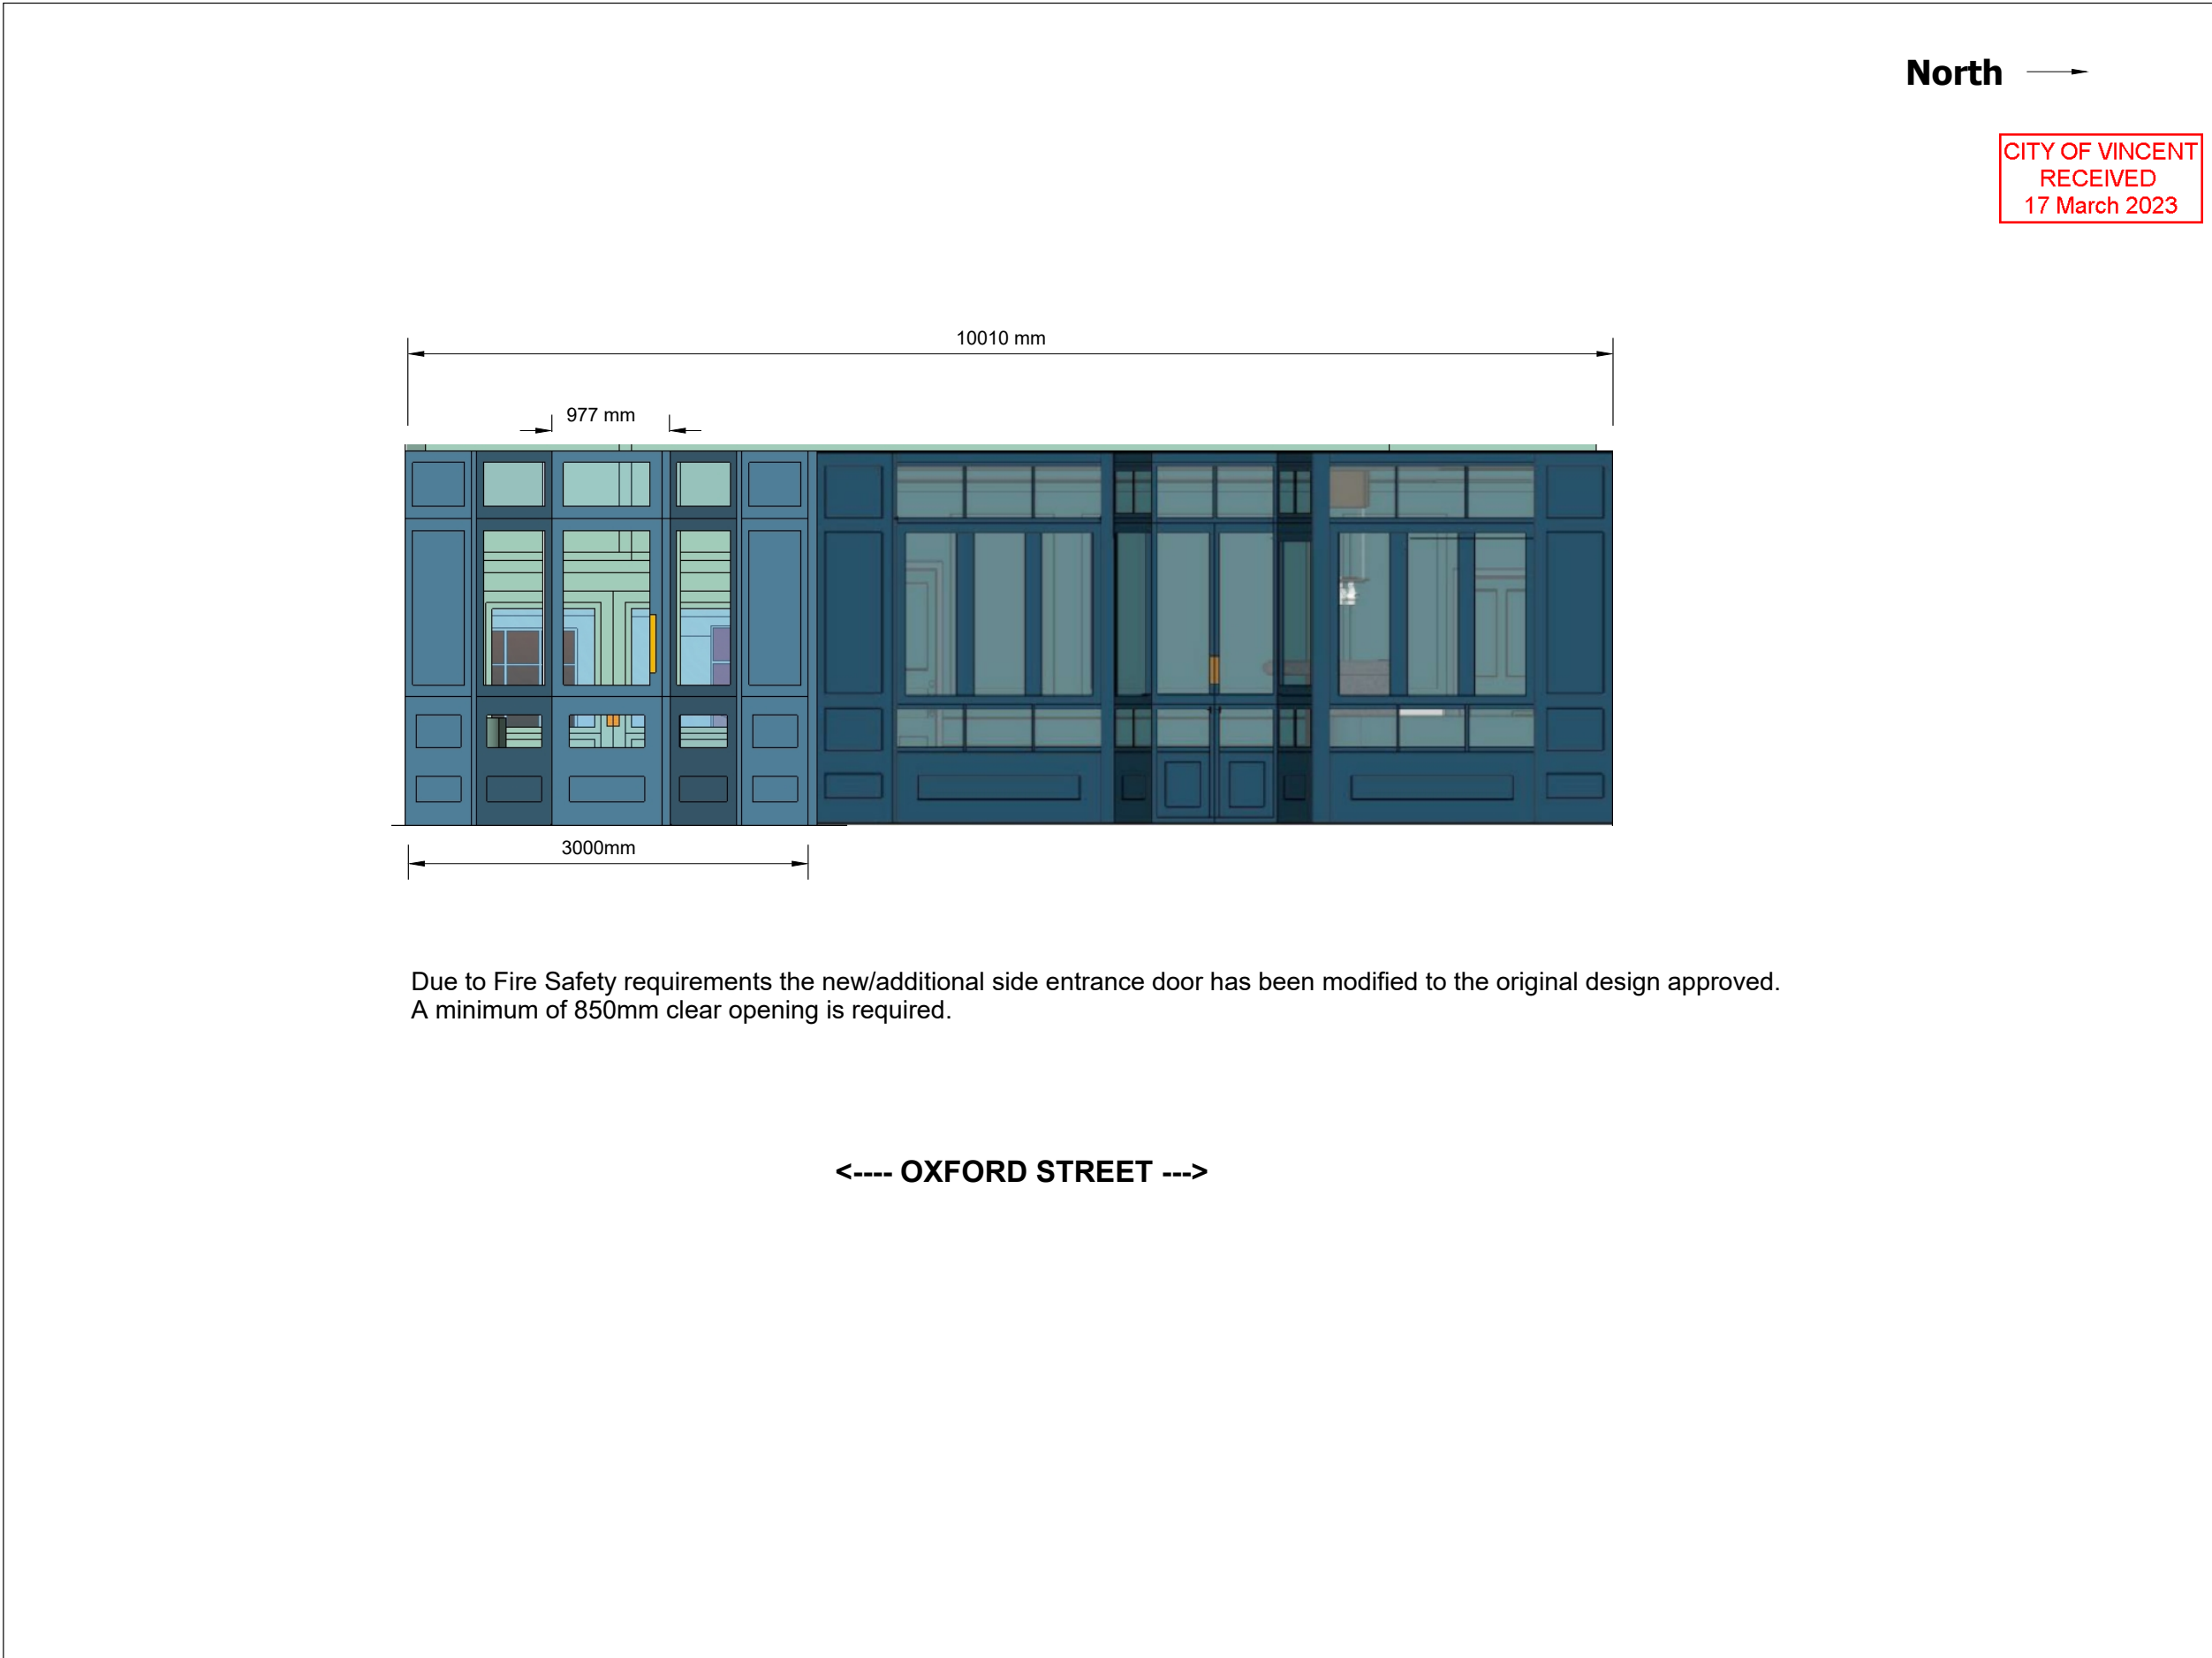 North
CITY OF VINCENT
RECEIVED
17 March 2023
10010 mm
977 mm
3000mm
Due to Fire Safety requirements the new/additional side entrance door has been modified to the original design approved.
A minimum of 850mm clear opening is required.
<---- OXFORD STREET --->